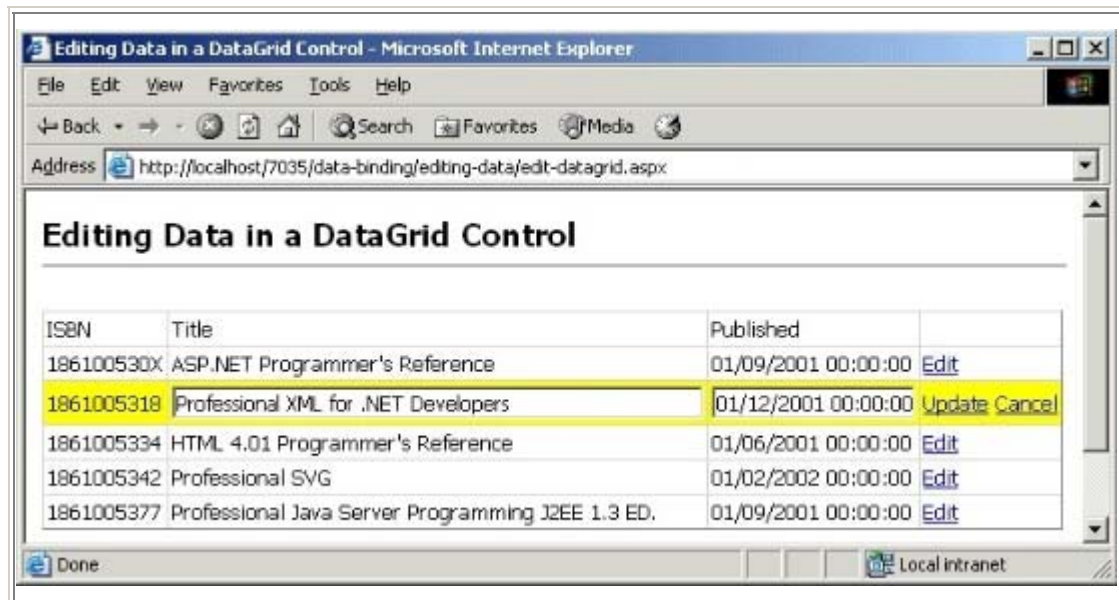 Editing Data in a DataGrid Control - Microsoft Internet Explorer
File Edit View Favorites Tools Help
Back Search Favorites Media
Address http://localhost/7035/data-binding/editing-data/edit-datagrid.aspx
Editing Data in a DataGrid Control
ISBN Title Published
186100530X ASP.NET Programmer's Reference 01/09/2001 00:00:00 Edit
1861005318 Professional XML for .NET Developers 01/12/2001 00:00:00 Update Cancel
1861005334 HTML 4.01 Programmer's Reference 01/06/2001 00:00:00 Edit
1861005342 Professional SVG 01/02/2002 00:00:00 Edit
1861005377 Professional Java Server Programming J2EE 1.3 ED. 01/09/2001 00:00:00 Edit
Done Local intranet